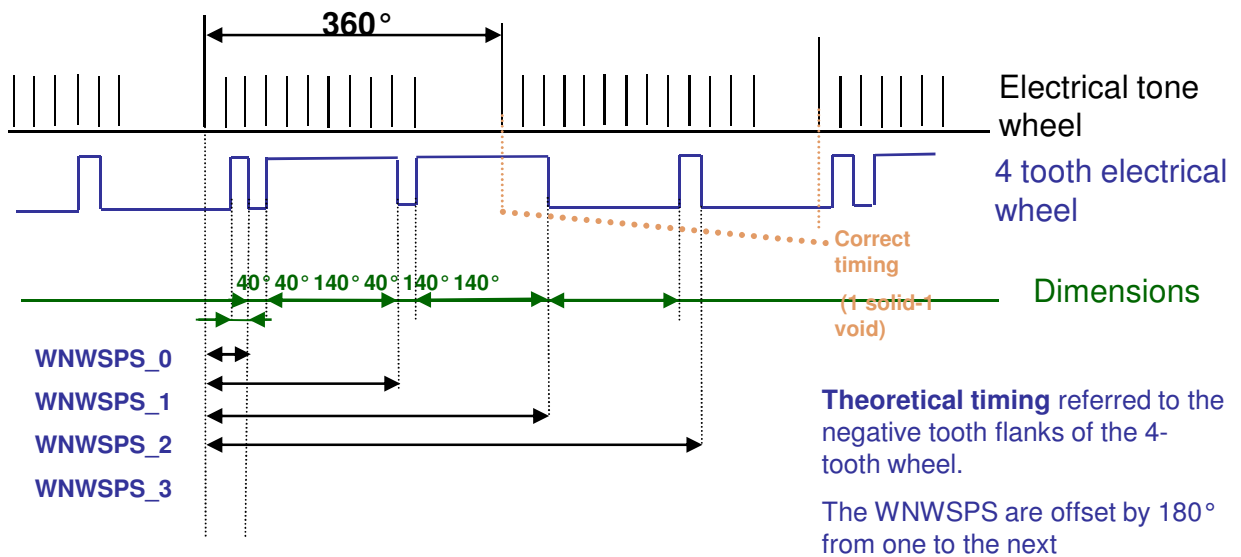 360°
Electrical tone
wheel
4 tooth electrical
wheel
Correct
timing
(1 solid-1
void)
40° 40° 140° 40° 140° 140°
Dimensions
WNWSPS_0
WNWSPS_1
WNWSPS_2
WNWSPS_3
Theoretical timing referred to the
negative tooth flanks of the 4-
tooth wheel.
The WNWSPS are offset by 180°
from one to the next